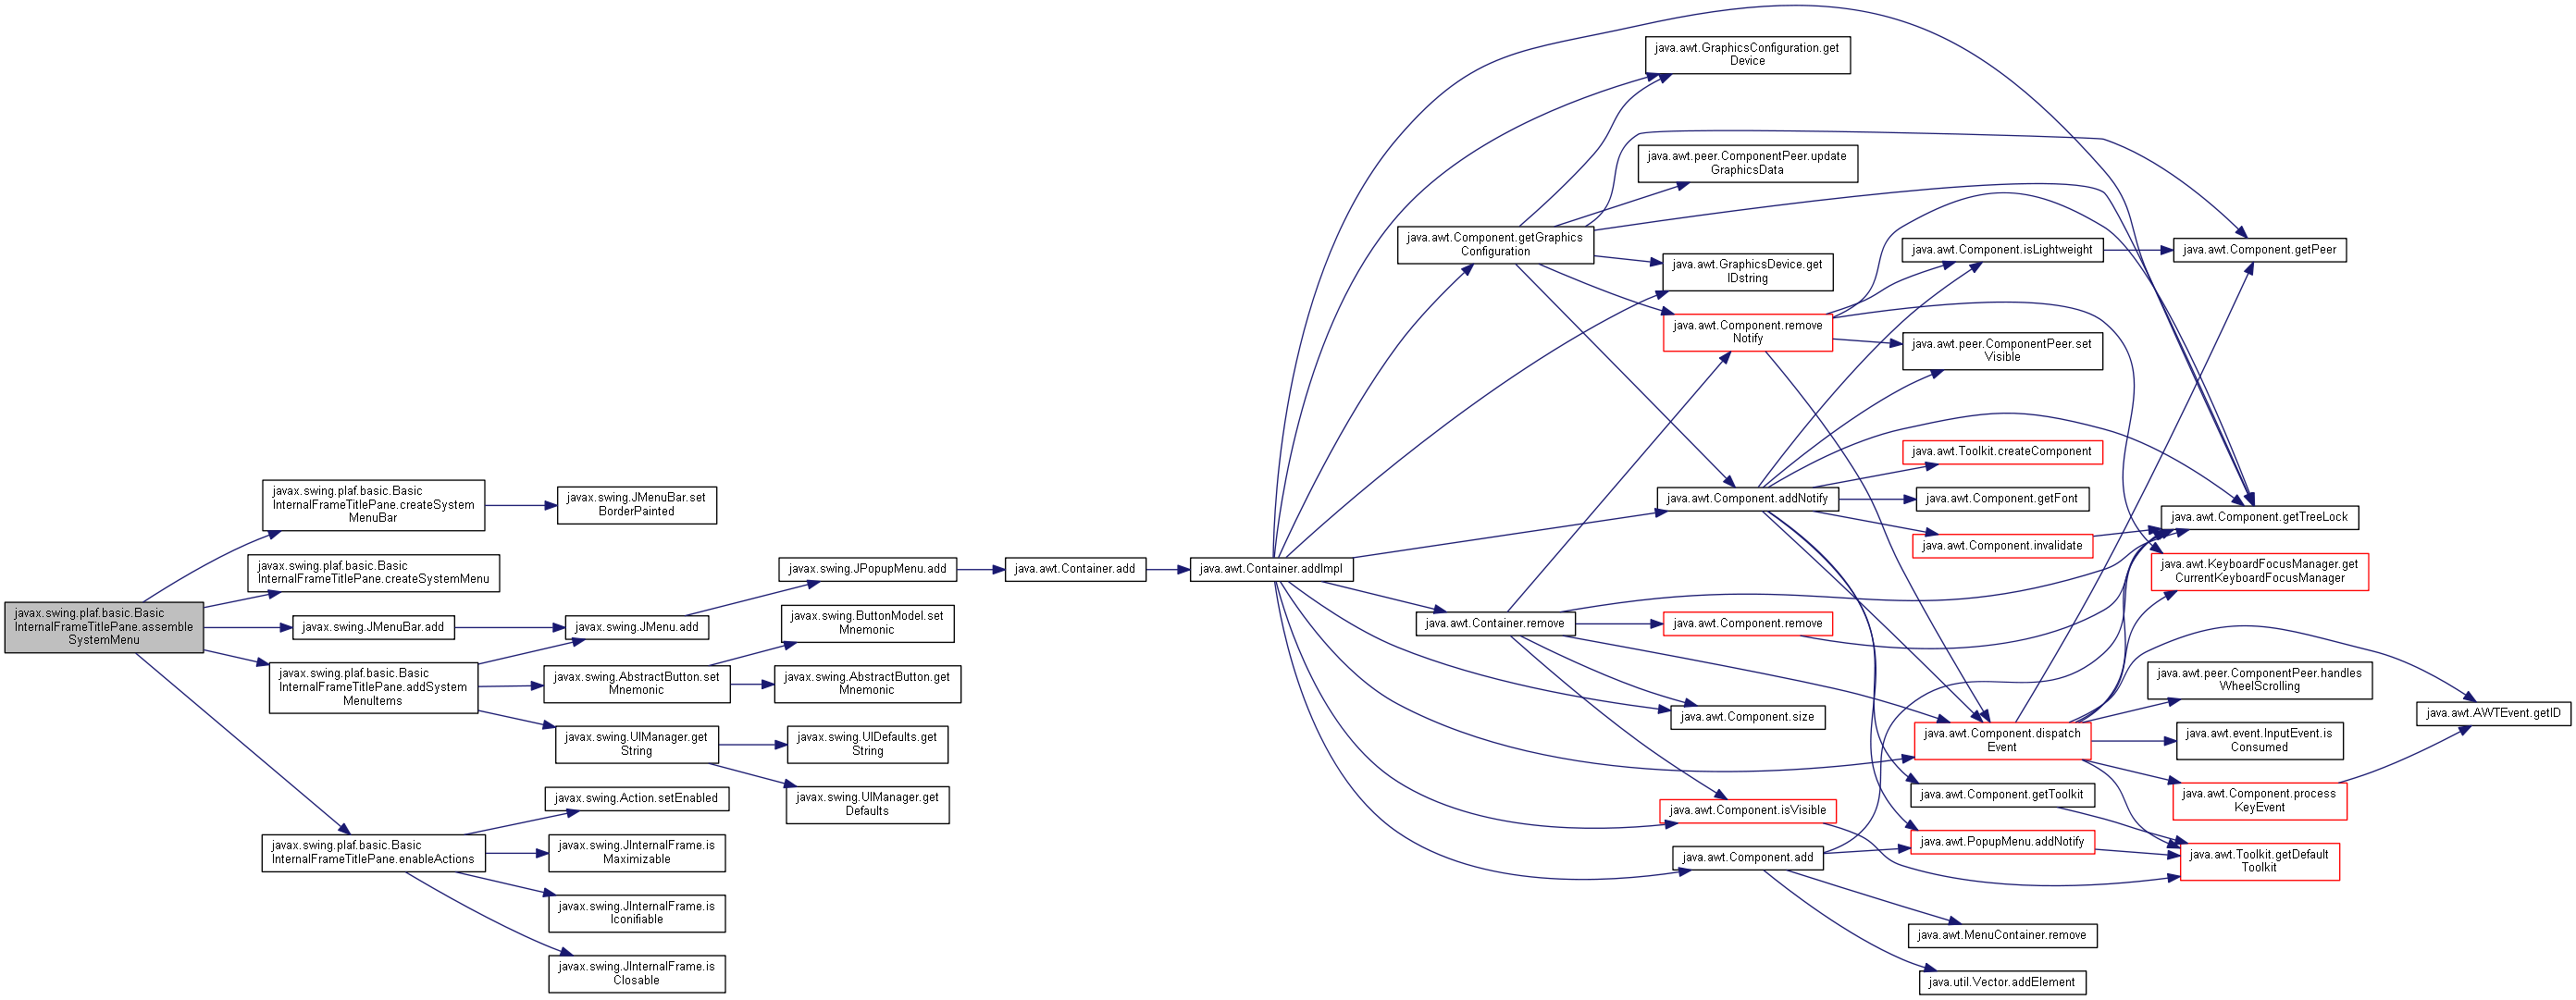 javax.swing.plaf.basic.Basic
InternalFrameTitlePane.assemble
SystemMenu
javax.swing.plaf.basic.Basic
InternalFrameTitlePane.createSystem
MenuBar
javax.swing.JMenuBar.set
BorderPainted
javax.swing.plaf.basic.Basic
InternalFrameTitlePane.createSystemMenu
javax.swing.JMenuBar.add
javax.swing.JMenu.add
javax.swing.JPopupMenu.add
java.awt.Container.add
java.awt.Container.addImpl
javax.swing.plaf.basic.Basic
InternalFrameTitlePane.addSystem
MenuItems
javax.swing.AbstractButton.set
Mnemonic
javax.swing.ButtonModel.set
Mnemonic
javax.swing.AbstractButton.get
Mnemonic
javax.swing.UIManager.get
String
javax.swing.UIDefaults.get
String
javax.swing.UIManager.get
Defaults
javax.swing.plaf.basic.Basic
InternalFrameTitlePane.enableActions
javax.swing.Action.setEnabled
javax.swing.JInternalFrame.is
Maximizable
javax.swing.JInternalFrame.is
Iconifiable
javax.swing.JInternalFrame.is
Closable
java.awt.GraphicsConfiguration.get
Device
java.awt.peer.ComponentPeer.update
GraphicsData
java.awt.Component.getGraphics
Configuration
java.awt.GraphicsDevice.get
IDstring
java.awt.Component.remove
Notify
java.awt.Component.isLightweight
java.awt.Component.getPeer
java.awt.peer.ComponentPeer.set
Visible
java.awt.Toolkit.createComponent
java.awt.Component.addNotify
java.awt.Component.getFont
java.awt.Component.getTreeLock
java.awt.Component.invalidate
java.awt.KeyboardFocusManager.get
CurrentKeyboardFocusManager
java.awt.Container.remove
java.awt.Component.remove
java.awt.Component.size
java.awt.peer.ComponentPeer.handles
WheelScrolling
java.awt.AWTEvent.getID
java.awt.Component.dispatch
Event
java.awt.event.InputEvent.is
Consumed
java.awt.Component.getToolkit
java.awt.Component.process
KeyEvent
java.awt.Component.isVisible
java.awt.PopupMenu.addNotify
java.awt.Component.add
java.awt.Toolkit.getDefault
Toolkit
java.awt.MenuContainer.remove
java.util.Vector.addElement